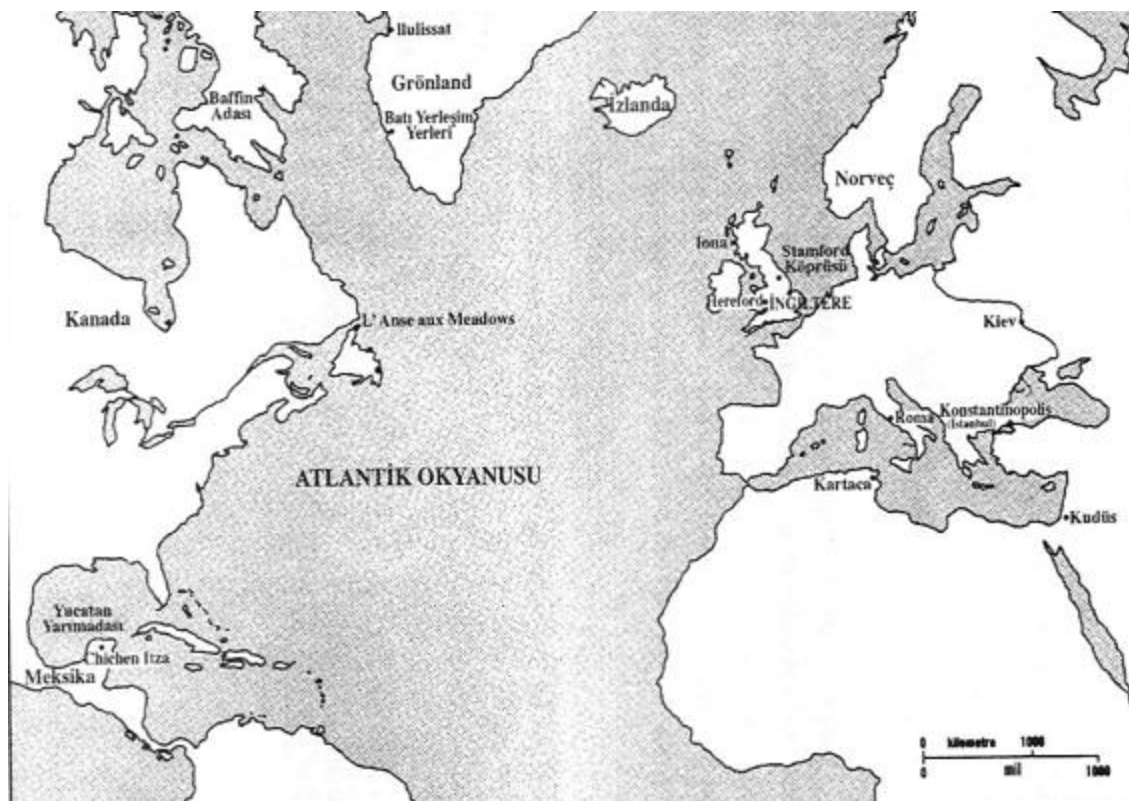 Ilulissat
Grönland
Baffin
Adası
Batı Yerleşim
Yerleri
İzlanda
Norveç
Iona
Stamford
Köprüsü
Hereford
İNGİLTERE
Kanada
L' Anse aux Meadows
Kiev
Roma
Konstantinopolis
(İstanbul)
ATLANTİK OKYANUSU
Kartaca
Kudüs
Yucatan
Yarımadası
Chichen Itza
Meksika
0 kilometre 1000
0 mil 1000